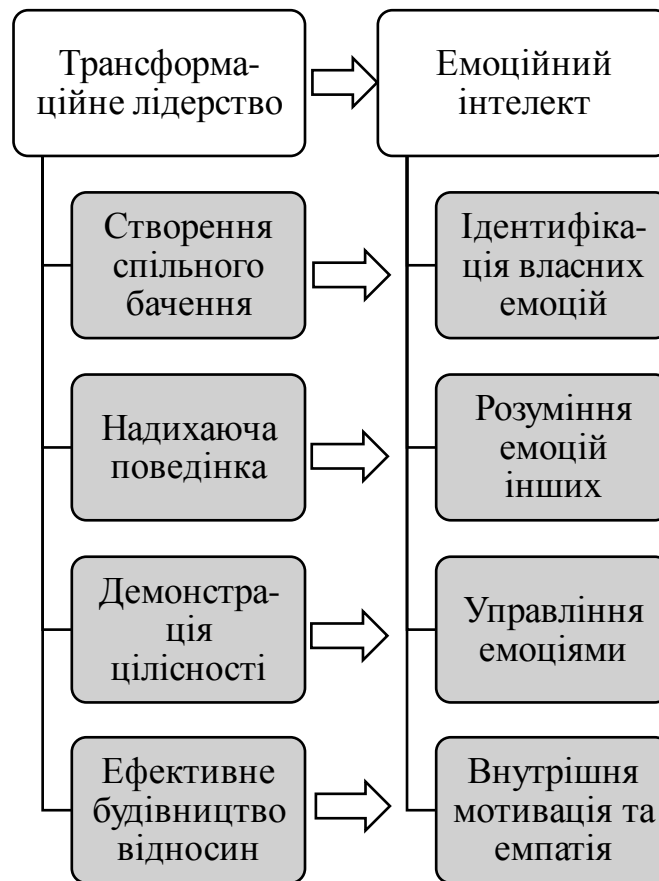 Трансформа-
ційне лідерство
Емоційний
інтелект
Створення
спільного
бачення
Ідентифіка-
ція власних
емоцій
Надихаюча
поведінка
Розуміння
емоцій
інших
Демонстра-
ція
цілісності
Управління
емоціями
Ефективне
будівництво
відносин
Внутрішня
мотивація та
емпатія